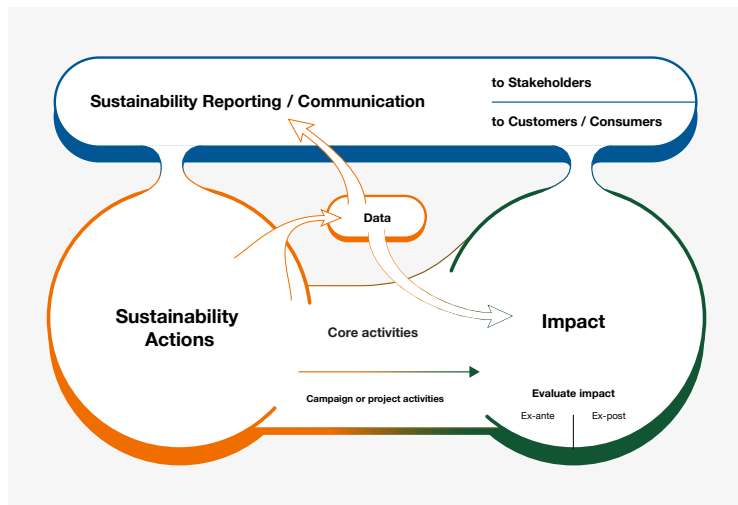 to Stakeholders
Sustainability Reporting / Communication
to Customers / Consumers
Data
Sustainability
Actions
Impact
Core activities
Campaign or project activities
Evaluate impact
Ex-ante
Ex-post